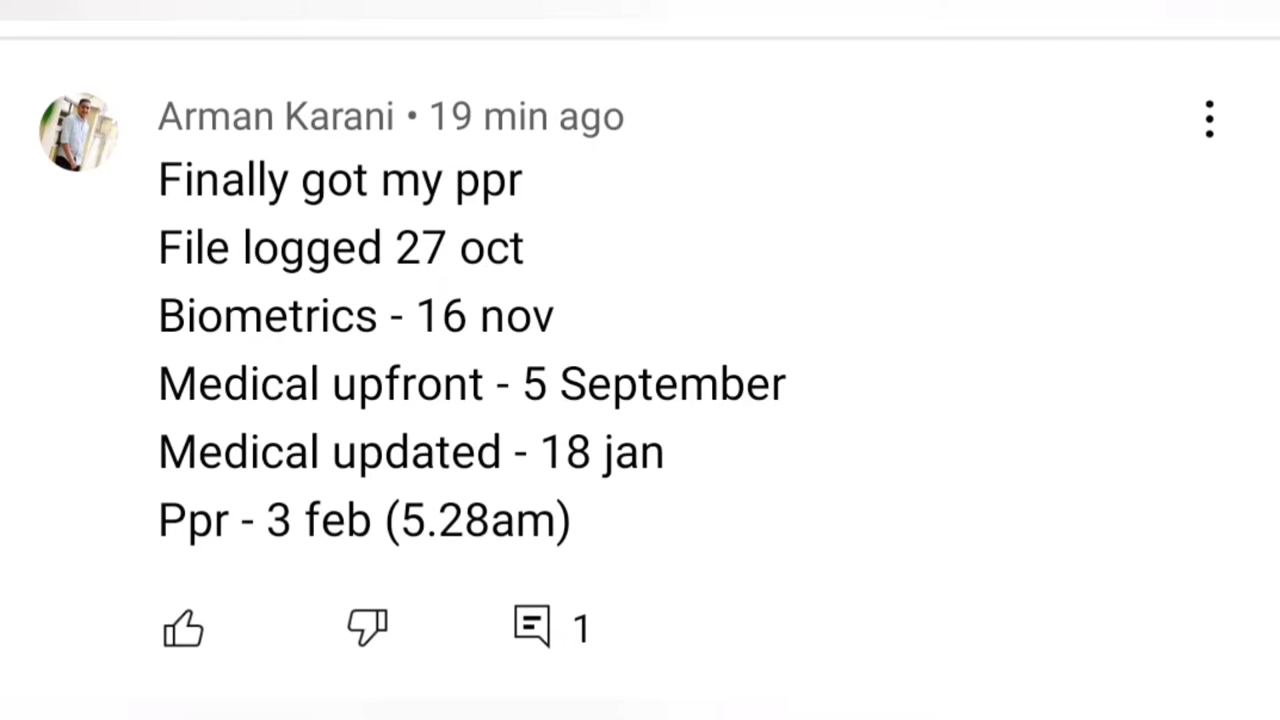 Arman Karani • 19 min ago
Finally got my ppr
File logged 27 oct
Biometrics - 16 nov
Medical upfront - 5 September
Medical updated - 18 jan
Ppr - 3 feb (5.28am)
1